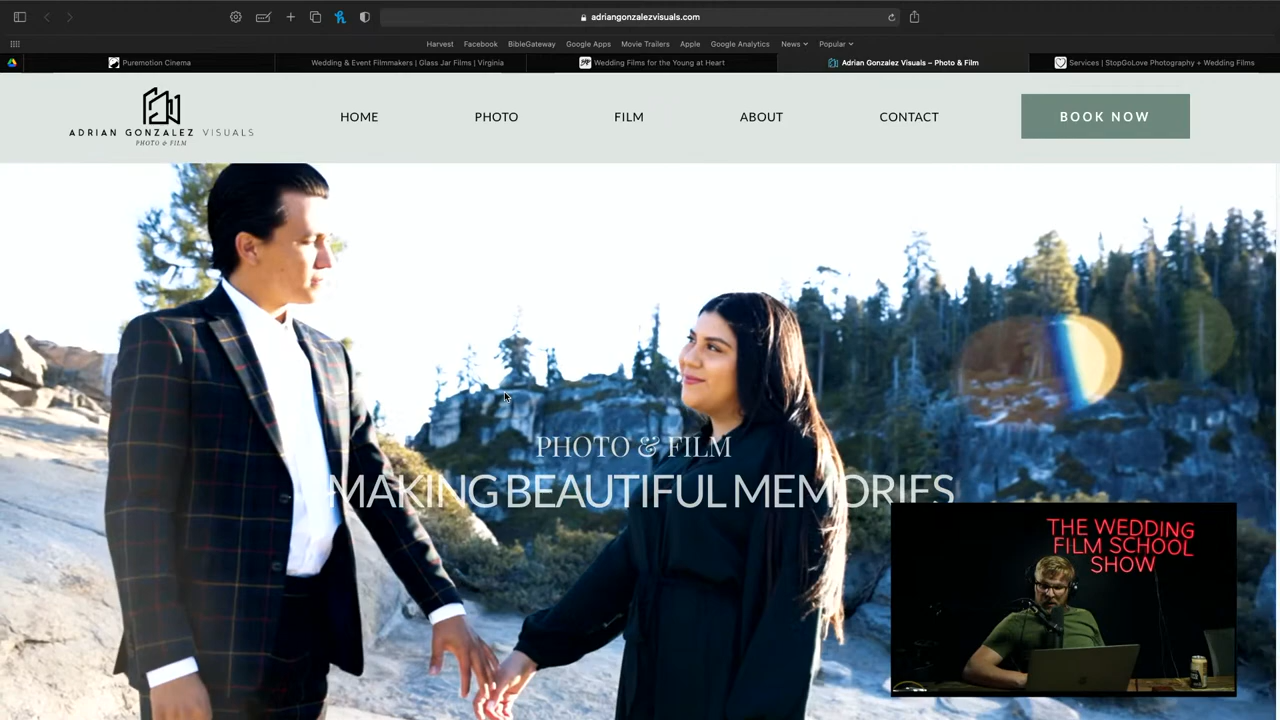 adriangonzalezvisuals.com
Harvest Facebook BibleGateway Google Apps Movie Trailers Apple Google Analytics News Popular
Puremotion Cinema Wedding & Event Filmmakers | Glass Jar Films | Virginia Wedding Films for the Young at Heart Adrian Gonzalez Visuals – Photo & Film Services | StopGoLove Photography + Wedding Films
ADRIAN GONZALEZ VISUALS
PHOTO & FILM
HOME PHOTO FILM ABOUT CONTACT BOOK NOW
PHOTO & FILM
MAKING BEAUTIFUL MEMORIES
THE WEDDING
FILM SCHOOL
SHOW